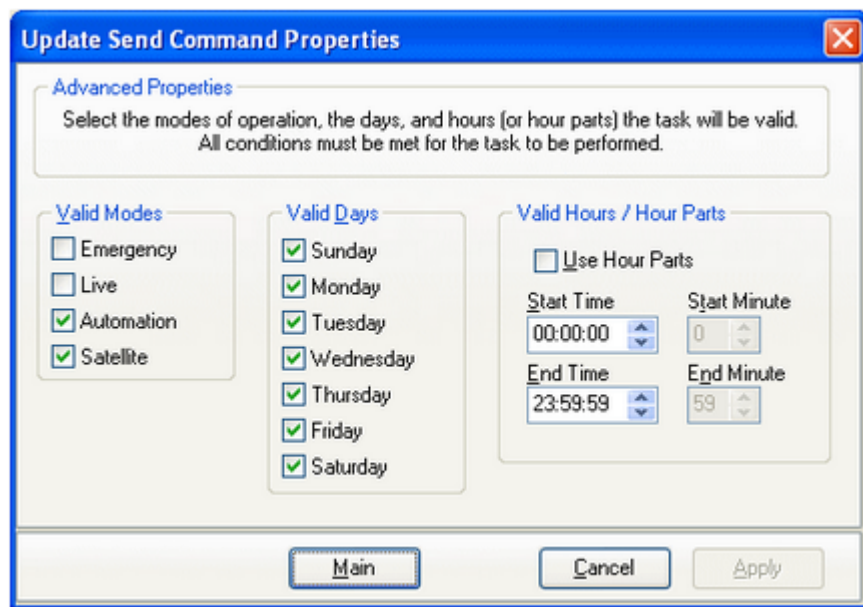 Update Send Command Properties
Advanced Properties
Select the modes of operation, the days, and hours (or hour parts) the task will be valid.
All conditions must be met for the task to be performed.
Valid Modes
Emergency
Live
Automation
Satellite
Valid Days
Sunday
Monday
Tuesday
Wednesday
Thursday
Friday
Saturday
Valid Hours / Hour Parts
Use Hour Parts
Start Time Start Minute
00:00:00 0
End Time End Minute
23:59:59 59
Main Cancel Apply